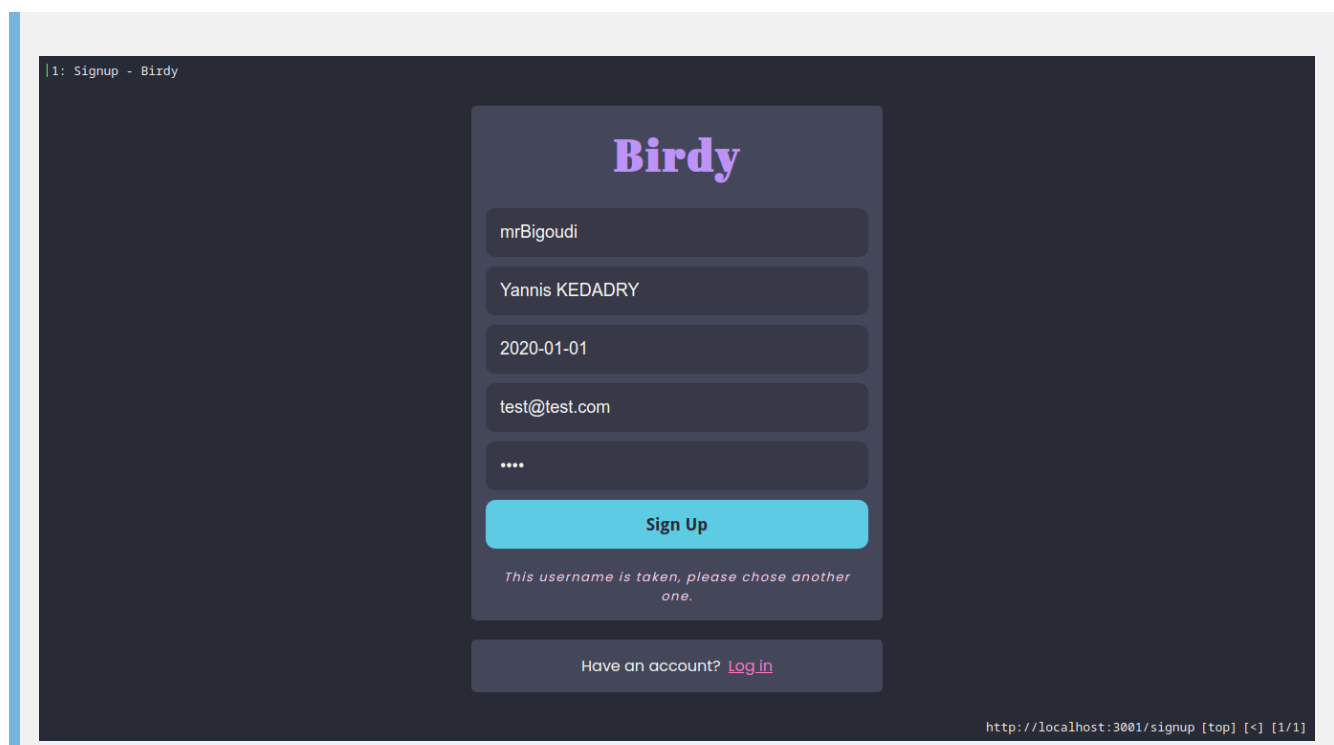 1: Signup - Birdy
Birdy
mrBigoudi
Yannis KEDADRY
2020-01-01
test@test.com
••••
Sign Up
This username is taken, please chose another
one.
Have an account? Log in
http://localhost:3001/signup [top] [<] [1/1]